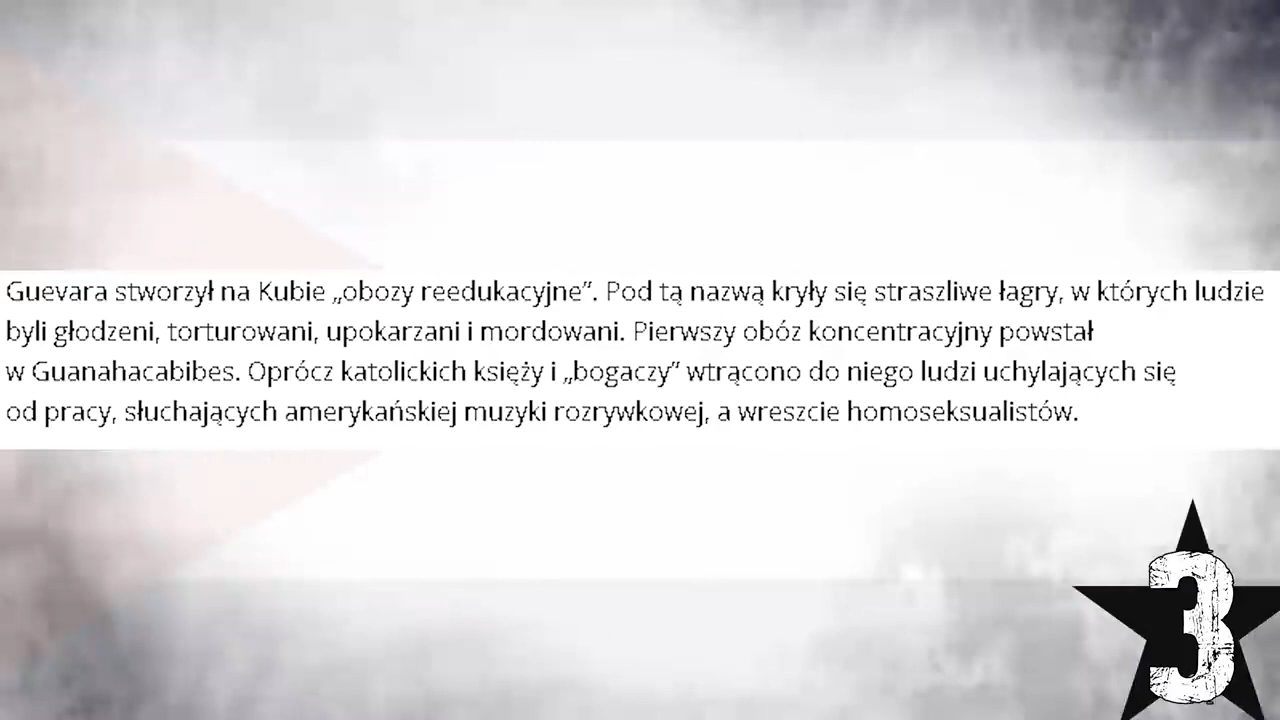 Guevara stworzył na Kubie „obozy reedukacyjne”. Pod tą nazwą kryły się straszliwe łagry, w których ludzie
byli głodzeni, torturowani, upokarzani i mordowani. Pierwszy obóz koncentracyjny powstał
w Guanahacabibes. Oprócz katolickich księży i „bogaczy” wtrącono do niego ludzi uchylających się
od pracy, słuchających amerykańskiej muzyki rozrywkowej, a wreszcie homoseksualistów.
3